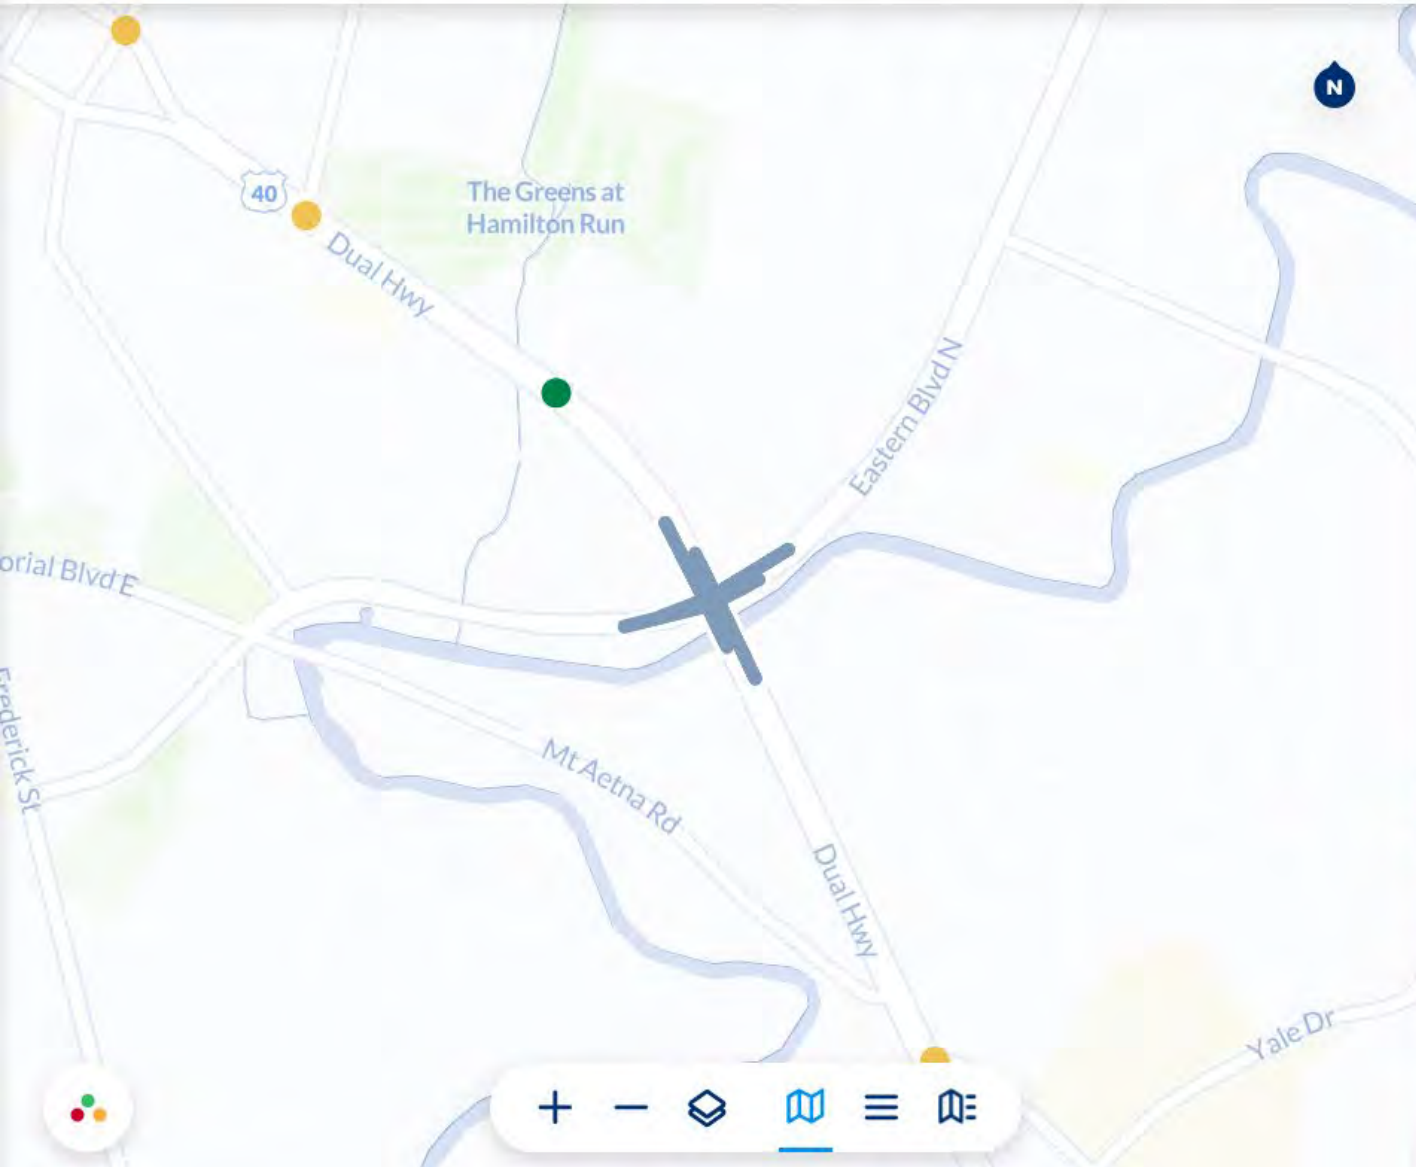 N
40
The Greens at
Hamilton Run
Dual Hwy
Eastern Blvd N
orial Blvd E
Frederick St
Mt Aetna Rd
Dual Hwy
Yale Dr